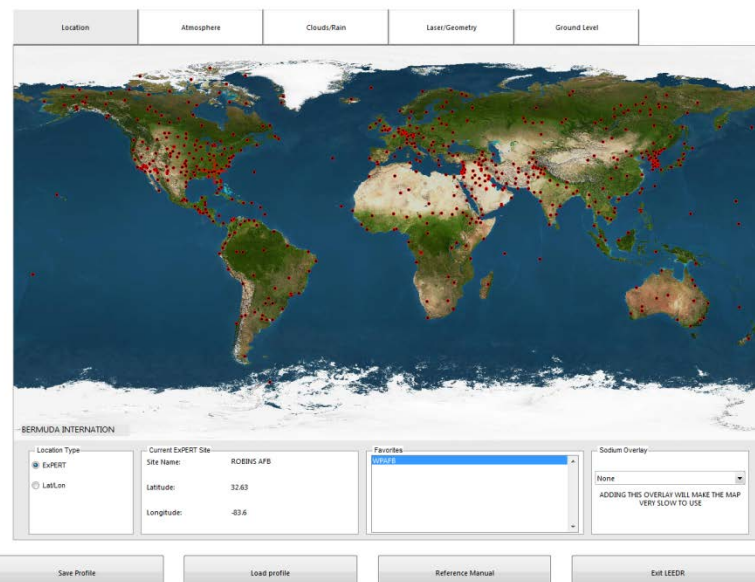 Location
Atmosphere
Clouds/Rain
Laser/Geometry
Ground Level
BERMUDA INTERNATION
Location Type
ExPERT
Lat/Lon
Current ExPERT Site
Site Name: ROBINS AFB
Latitude: 32.63
Longitude: -83.6
Favorites
WPAFB
Sodium Overlay
None
ADDING THIS OVERLAY WILL MAKE THE MAP
VERY SLOW TO USE
Save Profile
Load profile
Reference Manual
Exit LEEDR